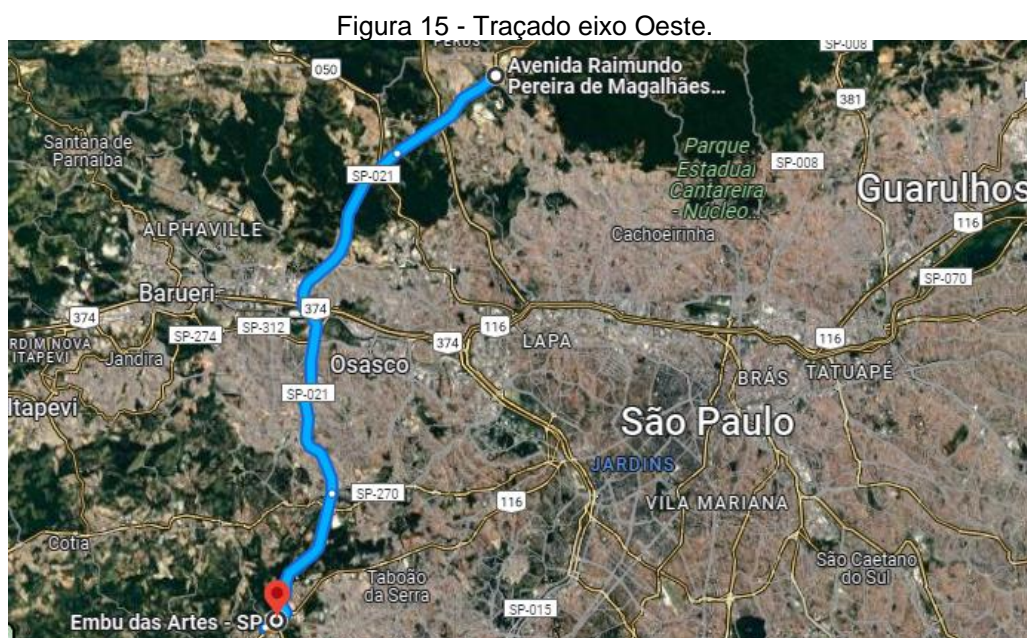 Figura 15 - Traçado eixo Oeste.
PERUS
SP-008
050
Avenida Raimundo
Pereira de Magalhães...
381
Santana de
Parnaíba
Parque
Estadual
Cantareira
- Núcleo...
SP-008
SP-021
Guarulhos
116
ALPHAVILLE
Cachoeirinha
SP-070
Barueri
374
374
SP-312
116
116
RDIM NOVA
ITAPEVI
SP-274
Jandira
374
LAPA
Osasco
BRÁS
TATUAPÉ
SP-021
Itapevi
São Paulo
JARDINS
SP-270
116
VILA MARIANA
Cotia
São Caetano
do Sul
Taboão
da Serra
SP-015
Embu das Artes - SP